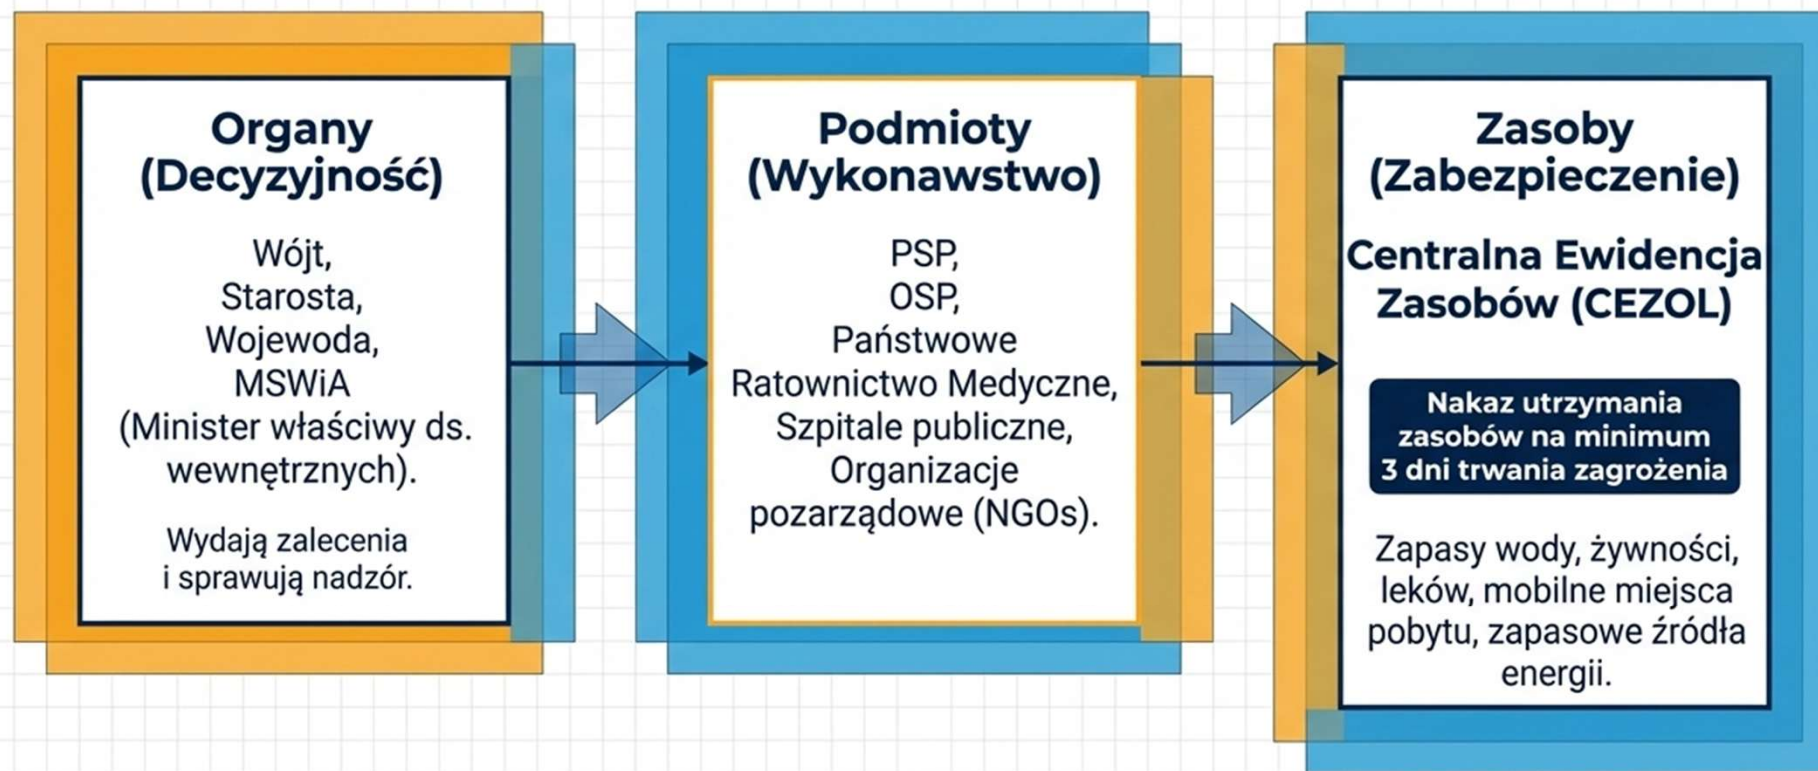 Organy
(Decyzyjność)
Wójt,
Starosta,
Wojewoda,
MSWiA
(Minister właściwy ds.
wewnętrznych).
Wydają zalecenia
i sprawują nadzór.
Podmioty
(Wykonawstwo)
PSP,
OSP,
Państwowe
Ratownictwo Medyczne,
Szpitale publiczne,
Organizacje
pozarządowe (NGOs).
Zasoby
(Zabezpieczenie)
Centralna Ewidencja
Zasobów (CEZOL)
Nakaz utrzymania
zasobów na minimum
3 dni trwania zagrożenia
Zapasy wody, żywności,
leków, mobilne miejsca
pobytu, zapasowe źródła
energii.